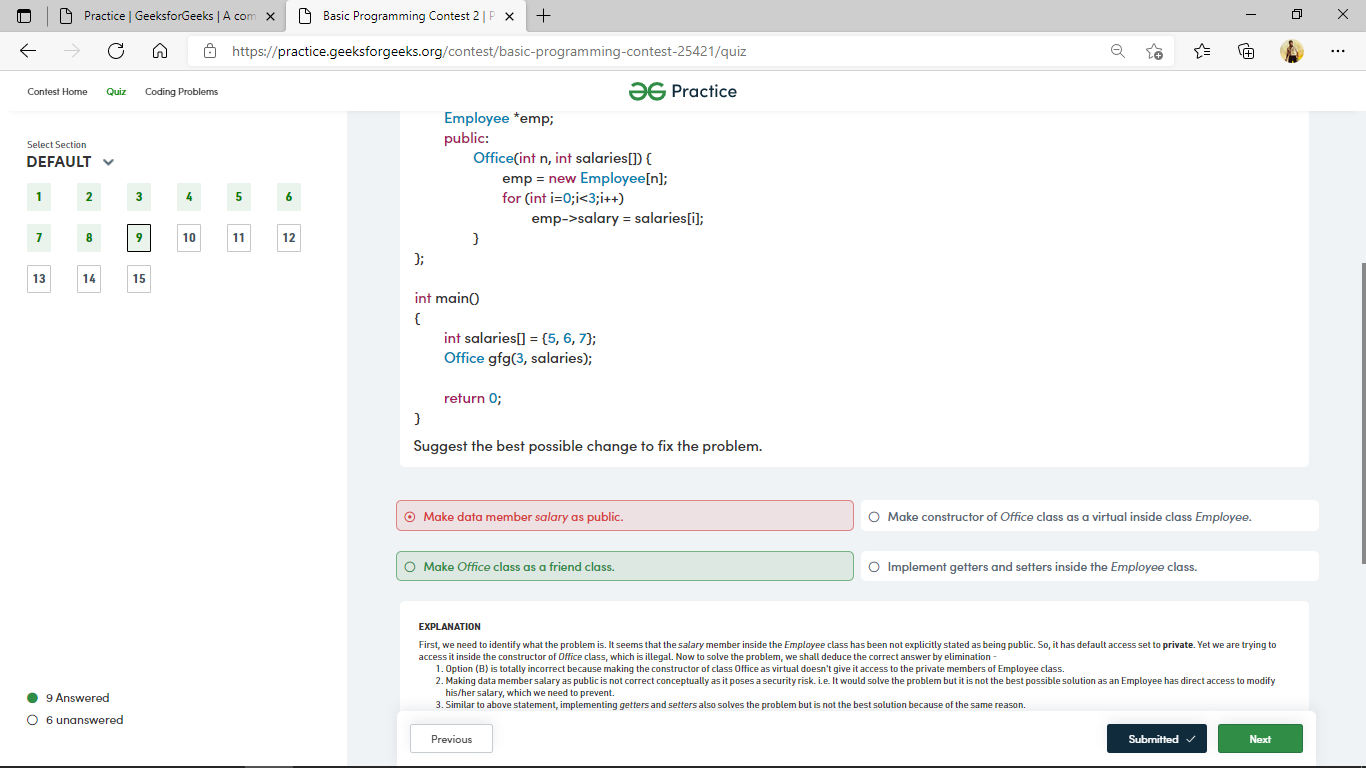 Practice | GeeksforGeeks | A com
Basic Programming Contest 2 | P
https://practice.geeksforgeeks.org/contest/basic-programming-contest-25421/quiz
Contest Home Quiz Coding Problems
Practice
Select Section
DEFAULT
1 2 3 4 5 6
7 8 9 10 11 12
13 14 15
9 Answered
6 unanswered
Employee *emp;
public:
Office(int n, int salaries[]) {
emp = new Employee[n];
for (int i=0;i<3;i++)
emp->salary = salaries[i];
}
};
int main()
{
int salaries[] = {5, 6, 7};
Office gfg(3, salaries);
return 0;
}
Suggest the best possible change to fix the problem.
Make data member salary as public.
Make constructor of Office class as a virtual inside class Employee.
Make Office class as a friend class.
Implement getters and setters inside the Employee class.
EXPLANATION
First, we need to identify what the problem is. It seems that the salary member inside the Employee class has been not explicitly stated as being public. So, it has default access set to private. Yet we are trying to
access it inside the constructor of Office class, which is illegal. Now to solve the problem, we shall deduce the correct answer by elimination -
1. Option (B) is totally incorrect because making the constructor of class Office as virtual doesn't give it access to the private members of Employee class.
2. Making data member salary as public is not correct conceptually as it poses a security risk. i.e. It would solve the problem but it is not the best possible solution as an Employee has direct access to modify
his/her salary, which we need to prevent.
3. Similar to above statement, implementing getters and setters also solves the problem but is not the best solution because of the same reason.
Previous
Submitted
Next